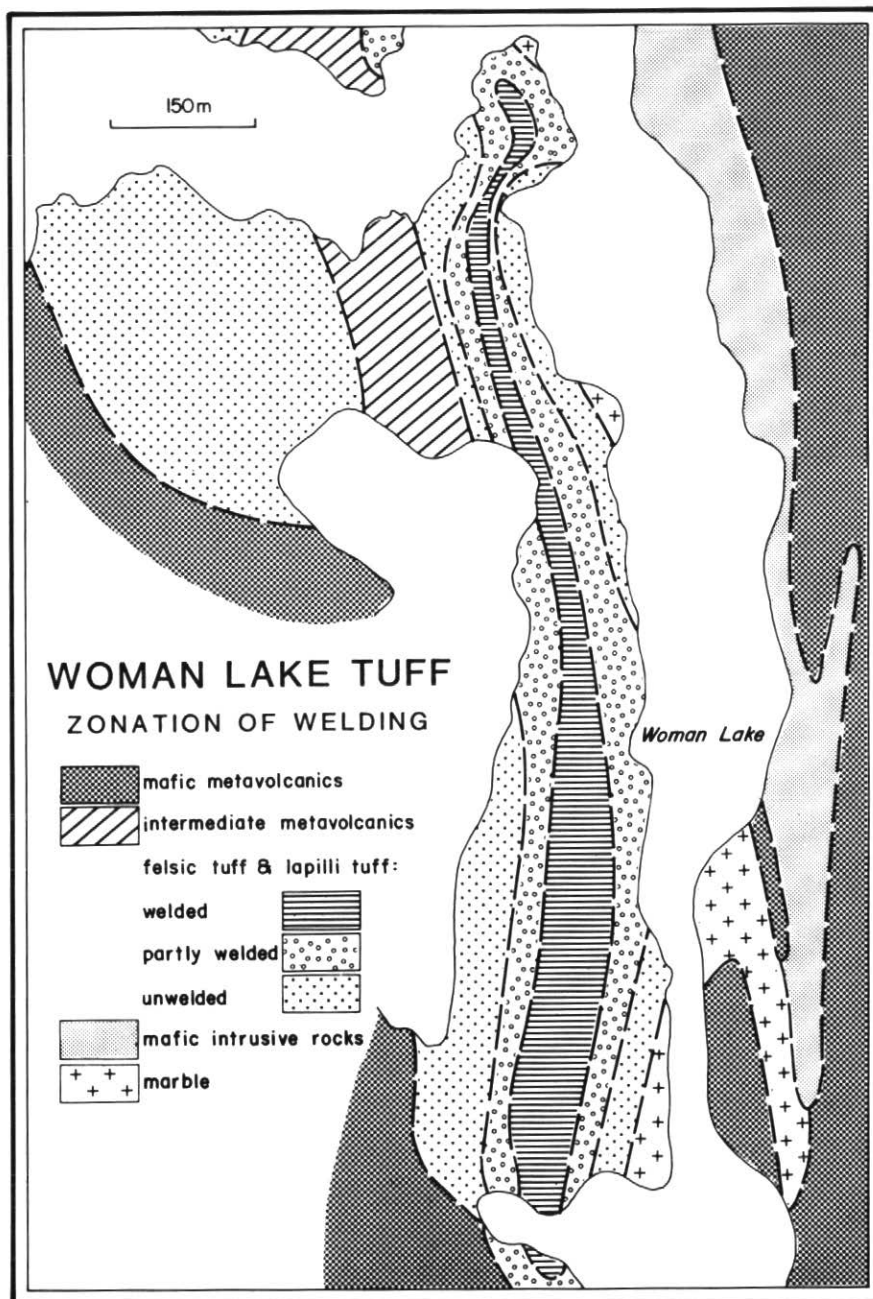 150m
WOMAN LAKE TUFF
ZONATION OF WELDING
Woman Lake
mafic metavolcanics
intermediate metavolcanics
felsic tuff & lapilli tuff:
welded
partly welded
unwelded
mafic intrusive rocks
marble